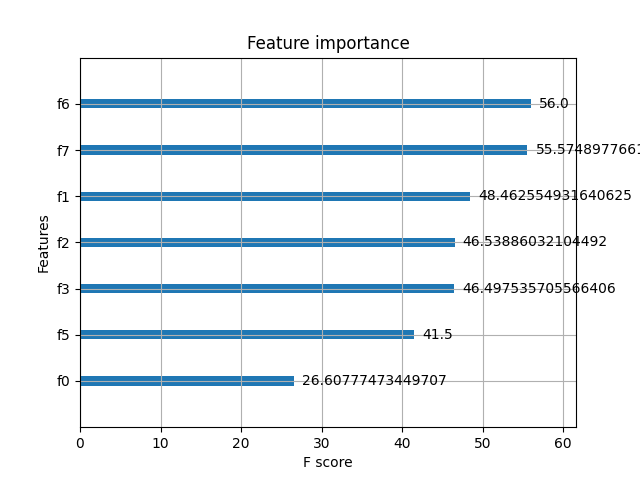 Feature importance
f6 56.0
f7 55.5748977661
f1 48.462554931640625
f2 46.53886032104492
f3 46.497535705566406
f5 41.5
f0 26.60777473449707
0 10 20 30 40 50 60
F score
Features